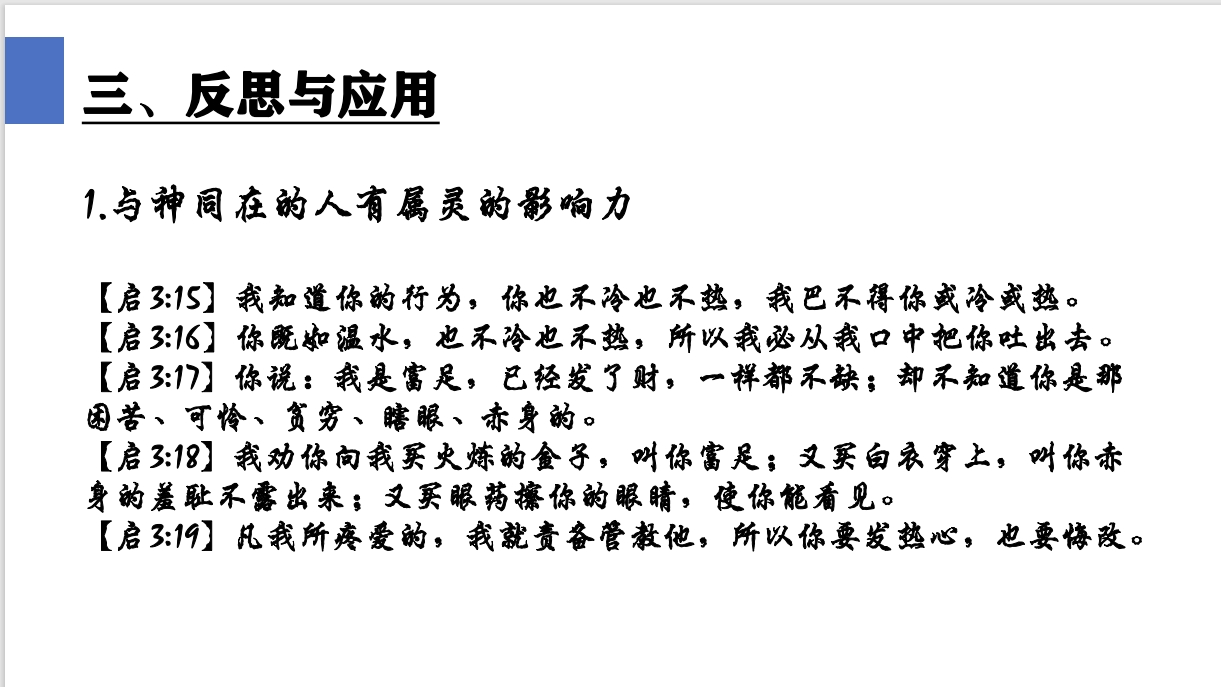 三、反思与应用
1.与神同在的人有属灵的影响力
【启3:15】我知道你的行为，你也不冷也不热，我巴不得你或冷或热。
【启3:16】你既如温水，也不冷也不热，所以我必从我口中把你吐出去。
【启3:17】你说：我是富足，已经发了财，一样都不缺；却不知道你是那
困苦、可怜、贫穷、瞎眼、赤身的。
【启3:18】我劝你向我买火炼的金子，叫你富足；又买白衣穿上，叫你赤
身的羞耻不露出来；又买眼药擦你的眼睛，使你能看见。
【启3:19】凡我所疼爱的，我就责备管教他，所以你要发热心，也要悔改。